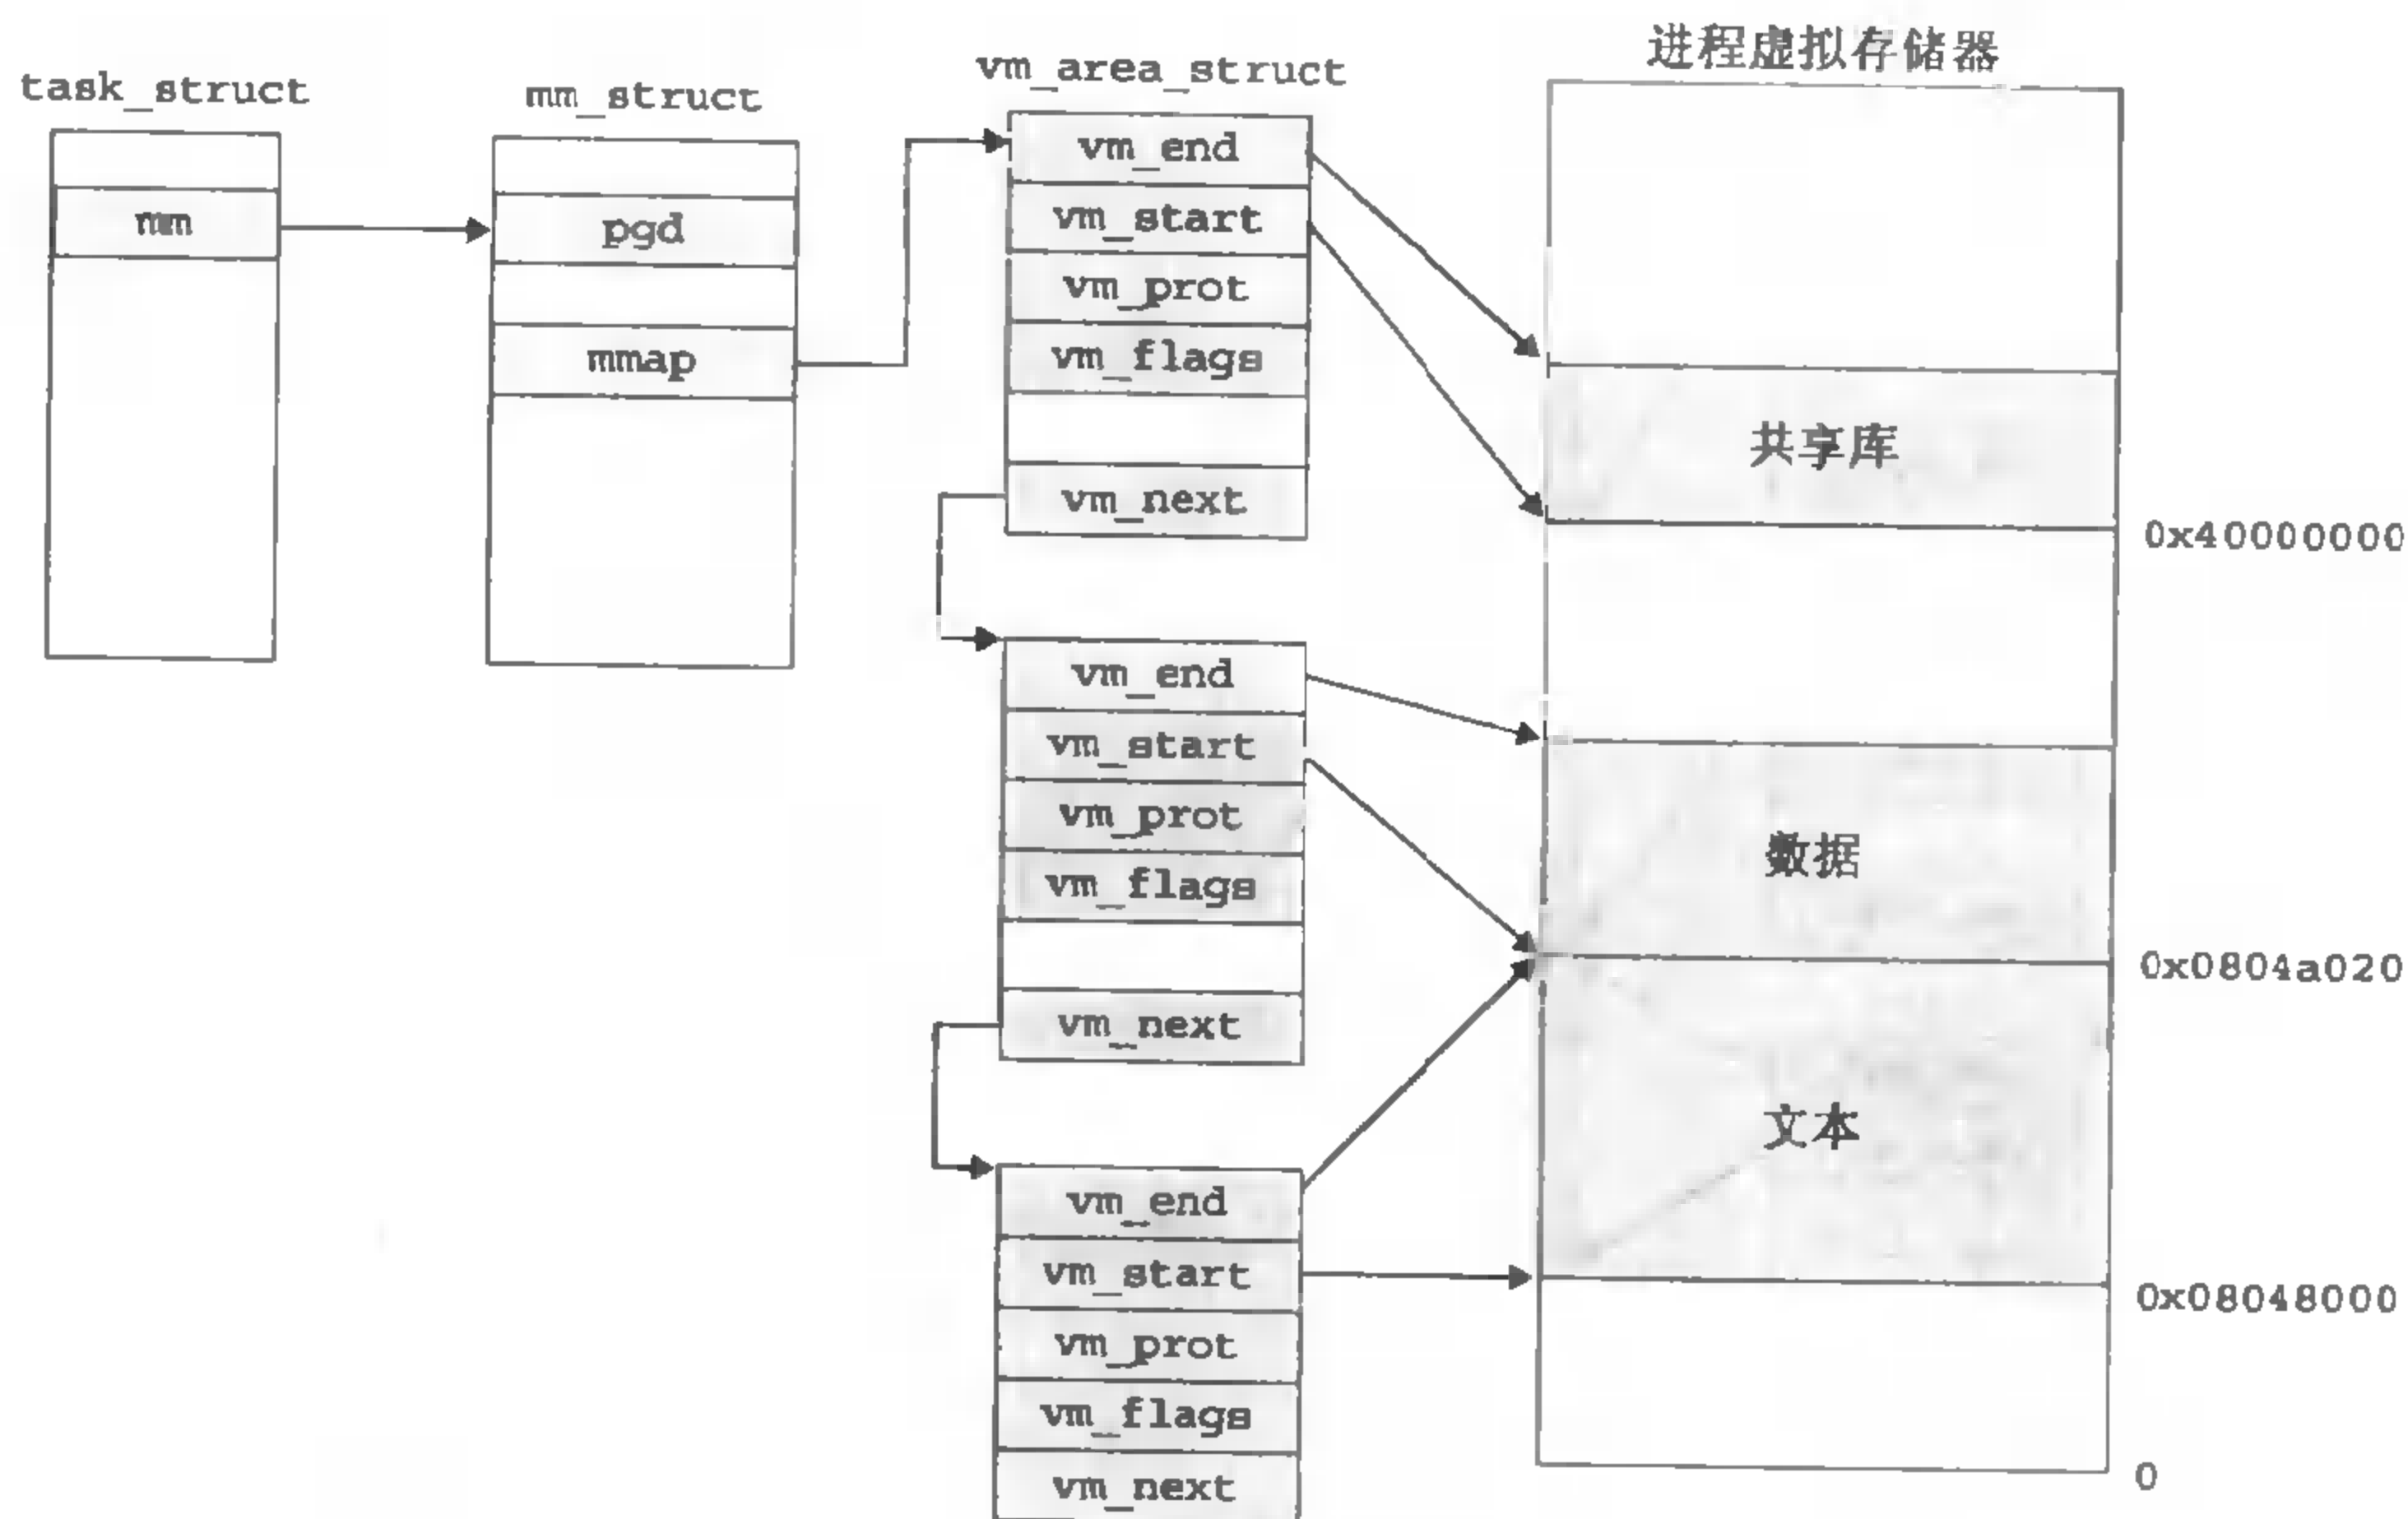 task_struct
mm
mm_struct
pgd
mmap
vm_area_struct
vm_end
vm_start
vm_prot
vm_flags
vm_next
vm_end
vm_start
vm_prot
vm_flags
vm_next
vm_end
vm_start
vm_prot
vm_flags
vm_next
进程虚拟存储器
共享库
0x40000000
数据
0x0804a020
文本
0x08048000
0